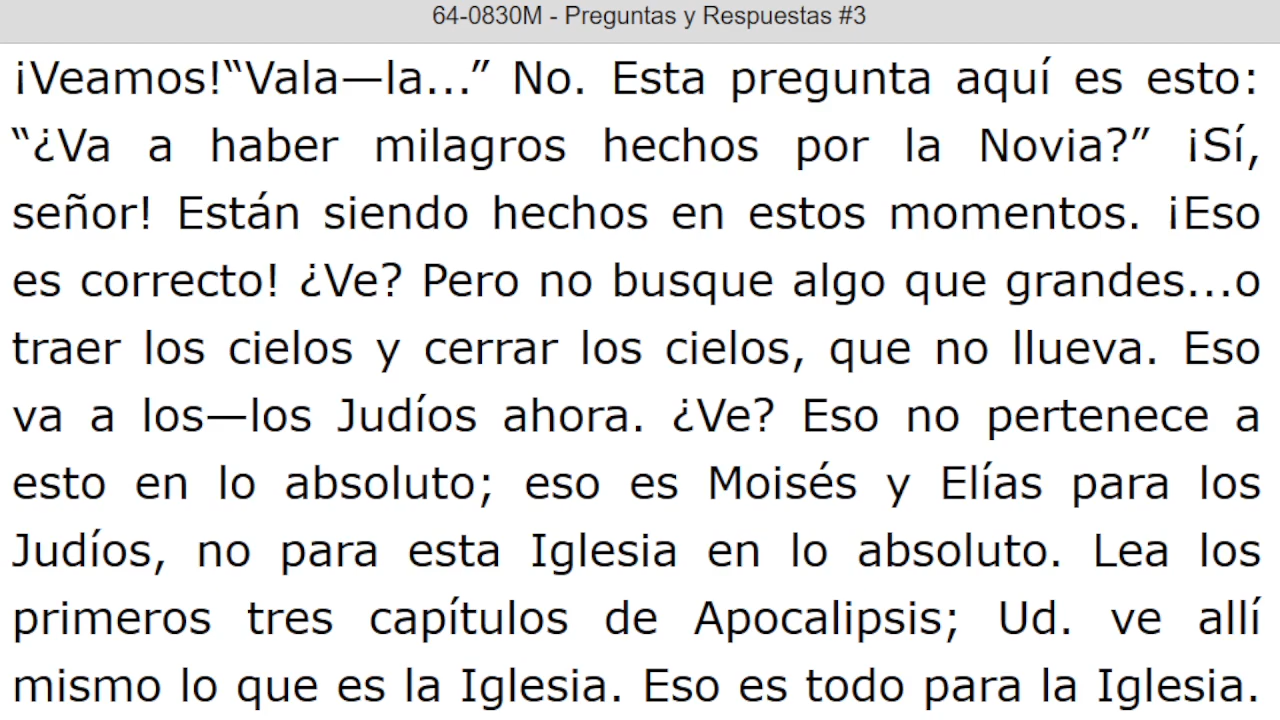 64-0830M - Preguntas y Respuestas #3
¡Veamos!“Vala—la...” No. Esta pregunta aquí es esto:
“¿Va a haber milagros hechos por la Novia?” ¡Sí,
señor! Están siendo hechos en estos momentos. ¡Eso
es correcto! ¿Ve? Pero no busque algo que grandes...o
traer los cielos y cerrar los cielos, que no llueva. Eso
va a los—los Judíos ahora. ¿Ve? Eso no pertenece a
esto en lo absoluto; eso es Moisés y Elías para los
Judíos, no para esta Iglesia en lo absoluto. Lea los
primeros tres capítulos de Apocalipsis; Ud. ve allí
mismo lo que es la Iglesia. Eso es todo para la Iglesia.